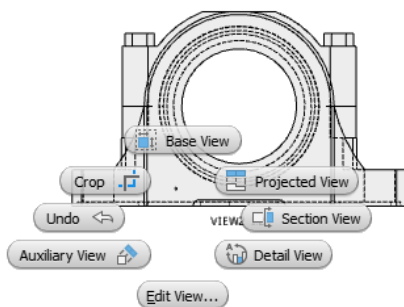 Base View
Crop
Projected View
Undo
VIEW2
Section View
Auxiliary View
A
Detail View
Edit View...